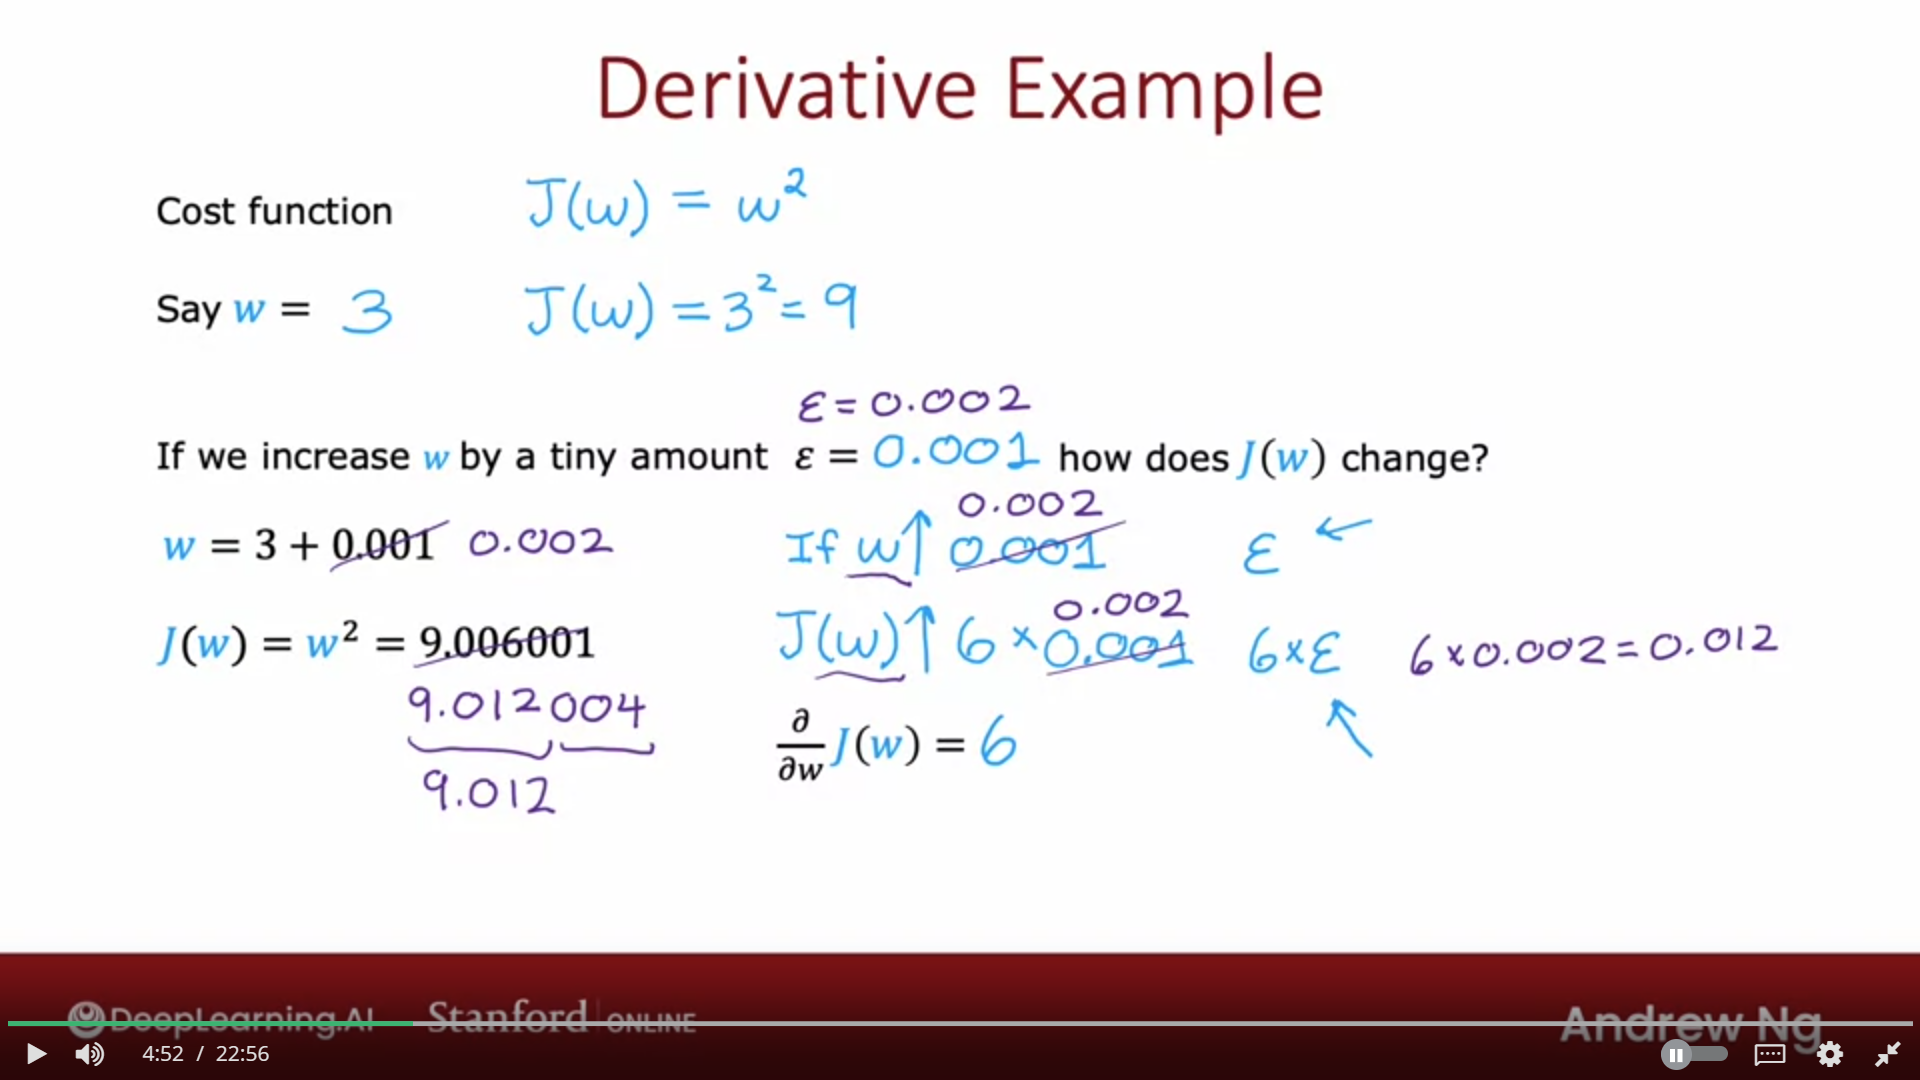 Derivative Example
Cost function J(w) = w²
Say w = 3 J(w) = 3² = 9
ε = 0.002
If we increase w by a tiny amount ε = 0.001 how does J(w) change?
0.002
w = 3 + 0.001 0.002 If w↑ 0.001 ε ←
0.002
J(w) = w² = 9.006001 J(w)↑ 6 × 0.001 6×ε 6×0.002=0.012
9.012004
∂/∂w J(w) = 6
9.012
DeepLearning.AI Stanford | ONLINE Andrew Ng
4:52 / 22:56